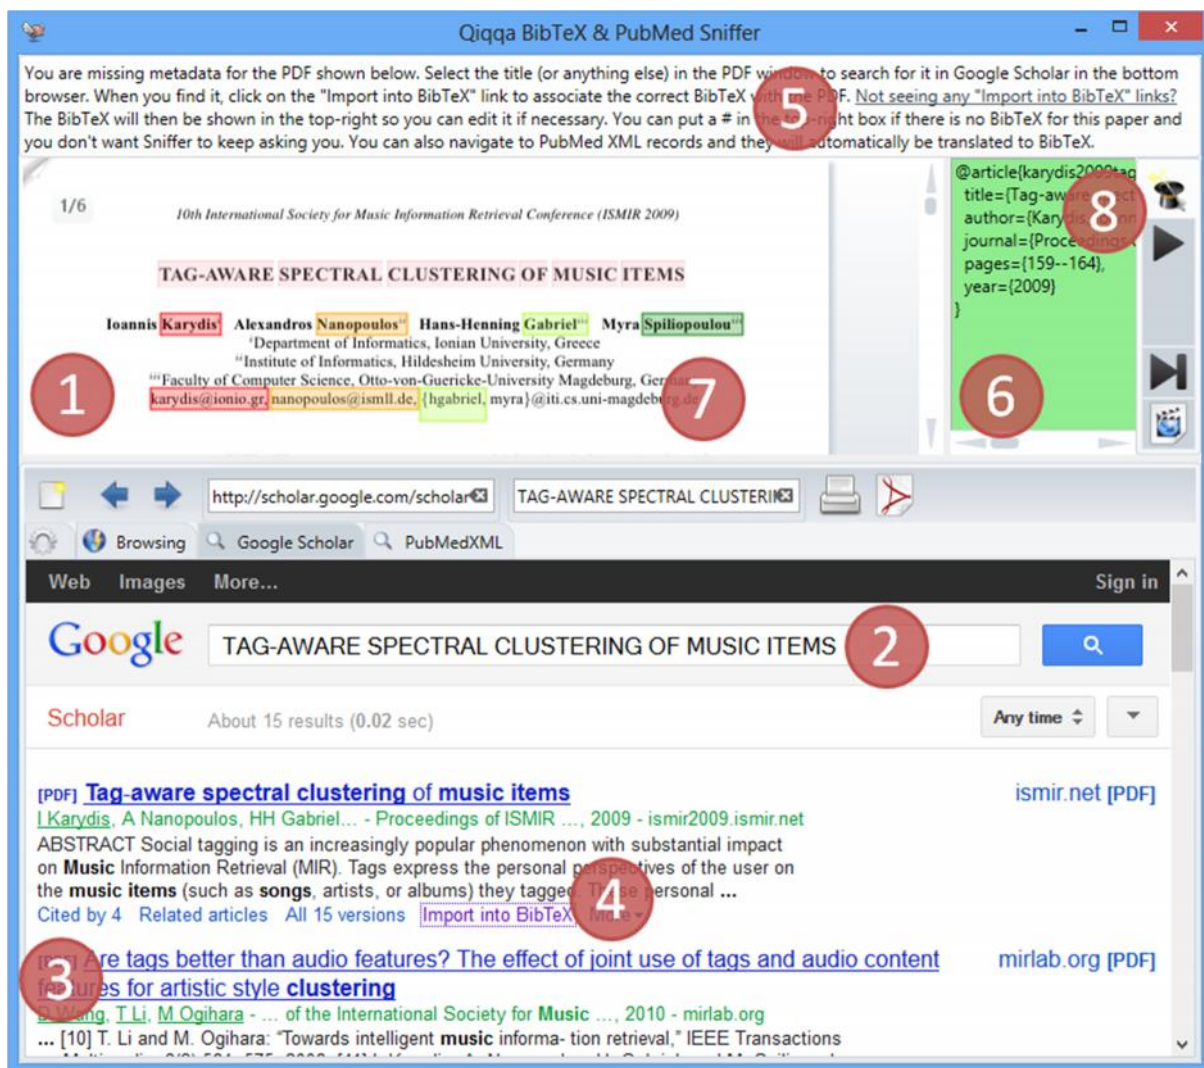 Qiqqa BibTeX & PubMed Sniffer
You are missing metadata for the PDF shown below. Select the title (or anything else) in the PDF window to search for it in Google Scholar in the bottom
browser. When you find it, click on the "Import into BibTeX" link to associate the correct BibTeX with the PDF. Not seeing any "Import into BibTeX" links?
The BibTeX will then be shown in the top-right so you can edit it if necessary. You can put a # in the top-right box if there is no BibTeX for this paper and
you don't want Sniffer to keep asking you. You can also navigate to PubMed XML records and they will automatically be translated to BibTeX.
5
1/6
10th International Society for Music Information Retrieval Conference (ISMIR 2009)
TAG-AWARE SPECTRAL CLUSTERING OF MUSIC ITEMS
Ioannis Karydis^i Alexandros Nanopoulos^ii Hans-Henning Gabriel^iii Myra Spiliopoulou^iii
^iDepartment of Informatics, Ionian University, Greece
^iiInstitute of Informatics, Hildesheim University, Germany
^iiiFaculty of Computer Science, Otto-von-Guericke-University Magdeburg, Germany
karydis@ionio.gr, nanopoulos@ismll.de, {hgabriel, myra}@iti.cs.uni-magdeburg.de
1
7
@article{karydis2009tag
title={Tag-aware spect
author={Karydis, Ioann
journal={Proceedings
pages={159--164},
year={2009}
}
8
6
http://scholar.google.com/scholar
TAG-AWARE SPECTRAL CLUSTERIN
Browsing Google Scholar PubMedXML
Web Images More... Sign in
Google TAG-AWARE SPECTRAL CLUSTERING OF MUSIC ITEMS 2
Scholar About 15 results (0.02 sec) Any time
[PDF] Tag-aware spectral clustering of music items ismir.net [PDF]
I Karydis, A Nanopoulos, HH Gabriel... - Proceedings of ISMIR ..., 2009 - ismir2009.ismir.net
ABSTRACT Social tagging is an increasingly popular phenomenon with substantial impact
on Music Information Retrieval (MIR). Tags express the personal perspectives of the user on
the music items (such as songs, artists, or albums) they tagged. These personal ...
Cited by 4 Related articles All 15 versions Import into BibTeX More
4
[PDF] Are tags better than audio features? The effect of joint use of tags and audio content mirlab.org [PDF]
features for artistic style clustering
3
D Wang, T Li, M Ogihara - ... of the International Society for Music ..., 2010 - mirlab.org
... [10] T. Li and M. Ogihara: "Towards intelligent music informa- tion retrieval," IEEE Transactions